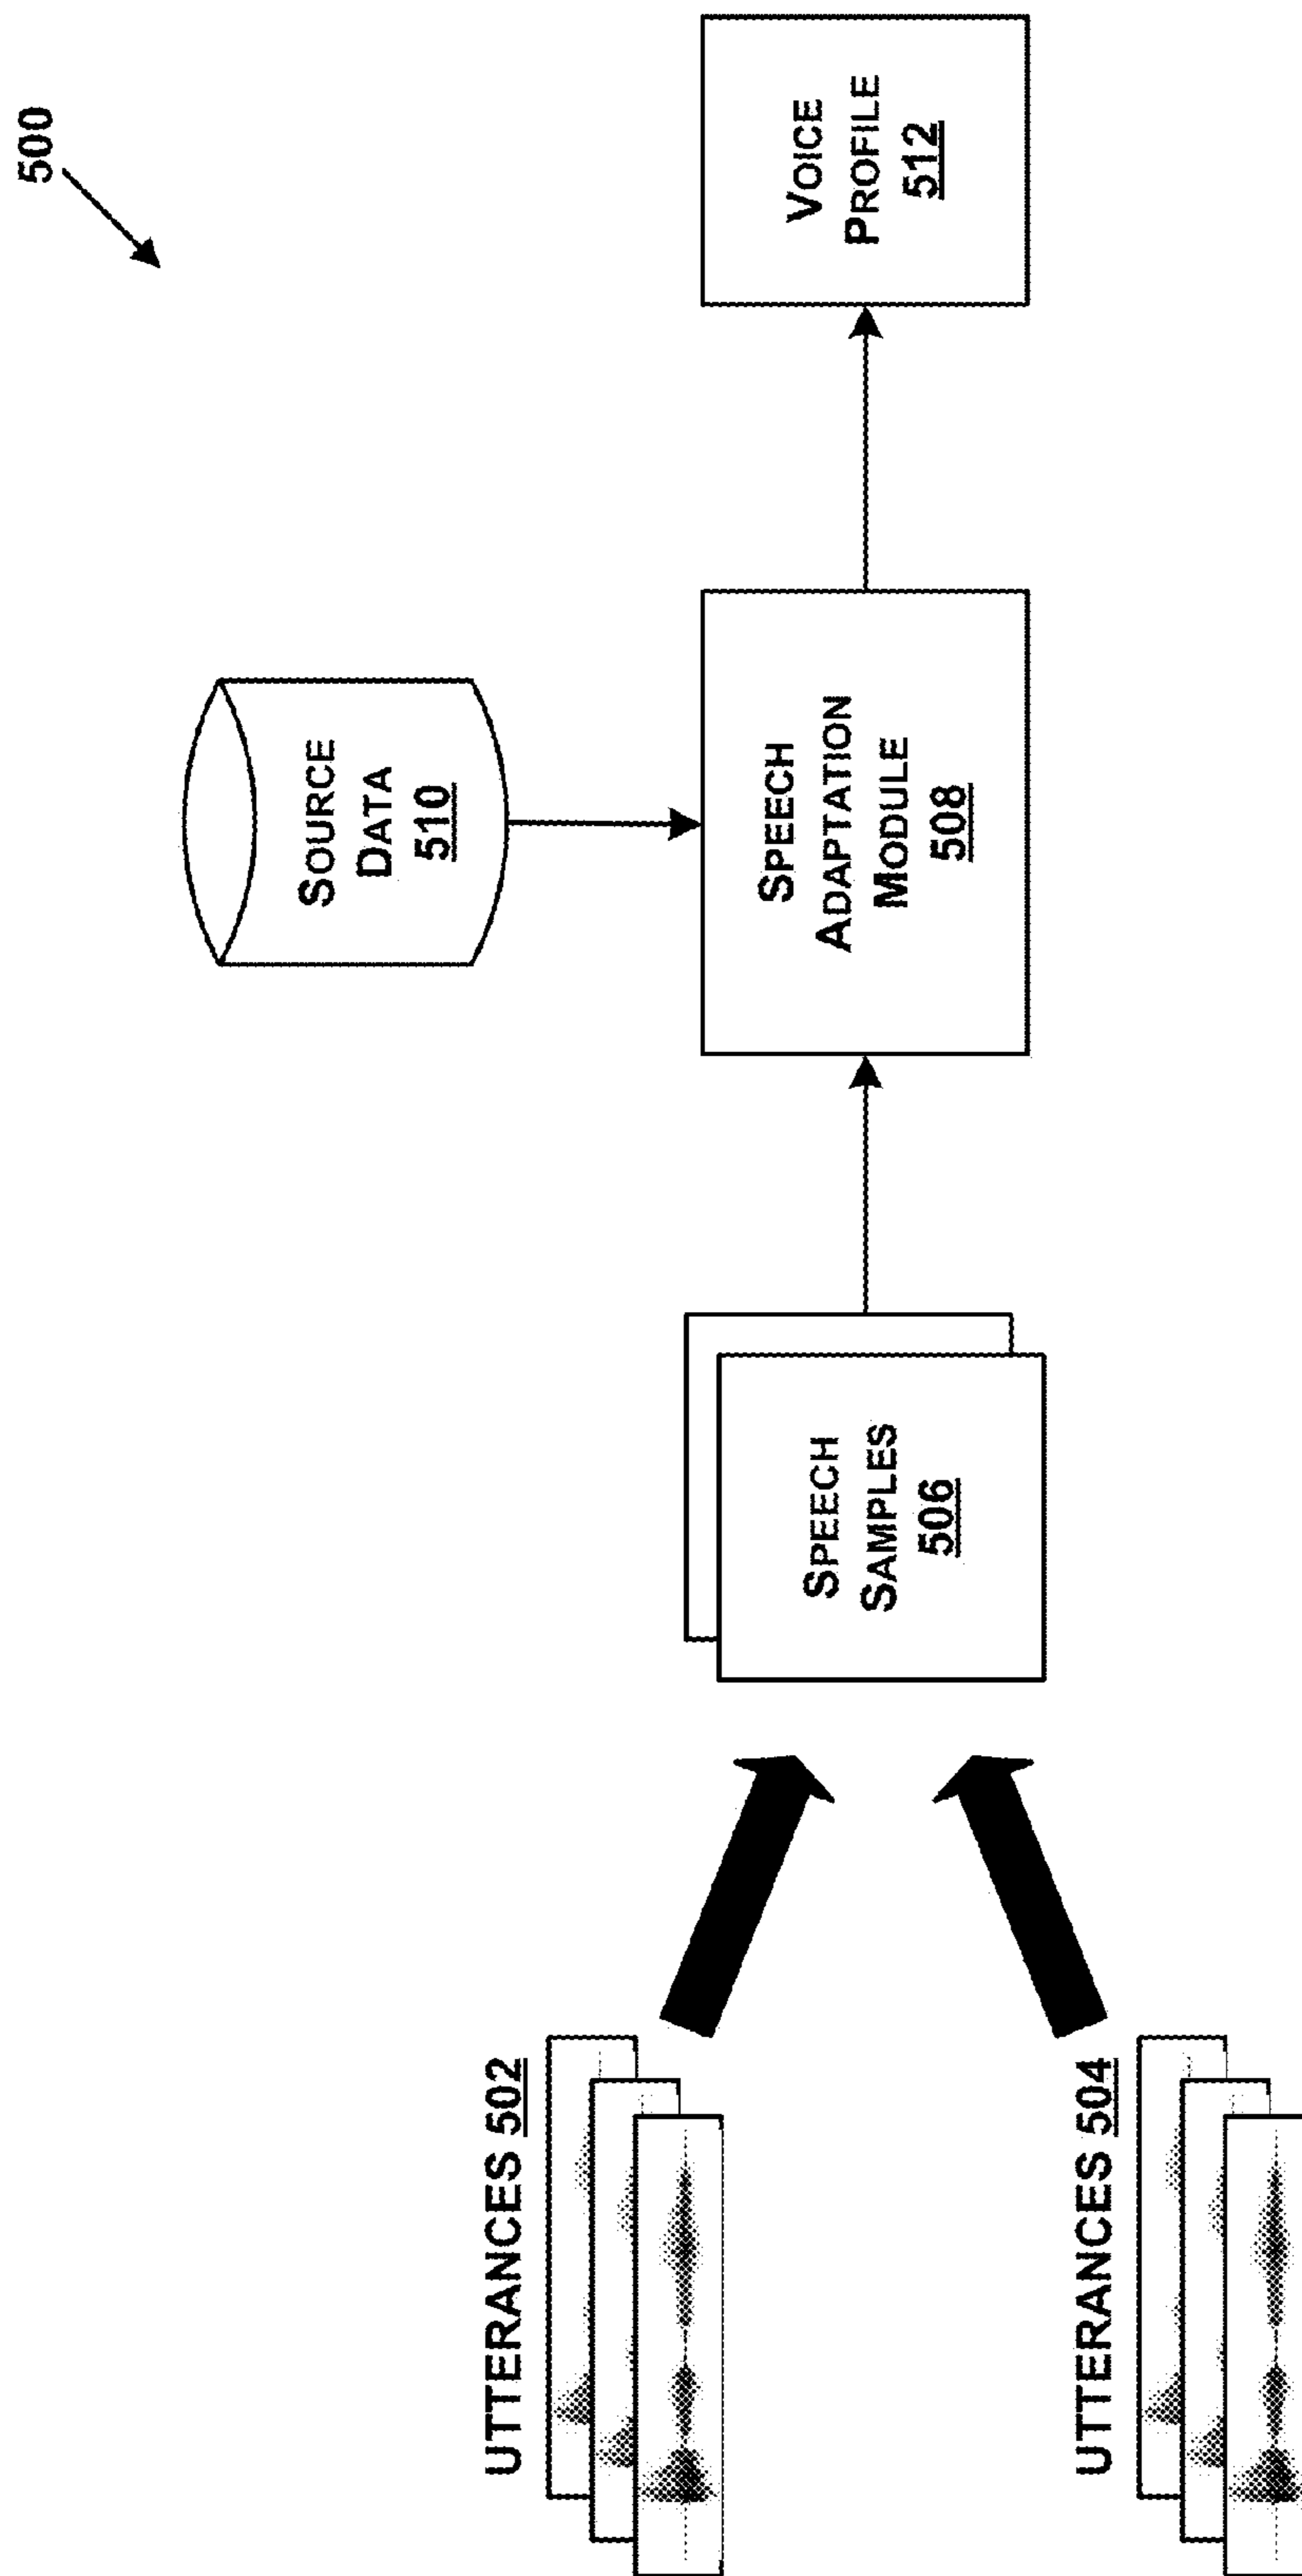 500
UTTERANCES 502
UTTERANCES 504
SPEECH
SAMPLES
506
SOURCE
DATA
510
SPEECH
ADAPTATION
MODULE
508
VOICE
PROFILE
512